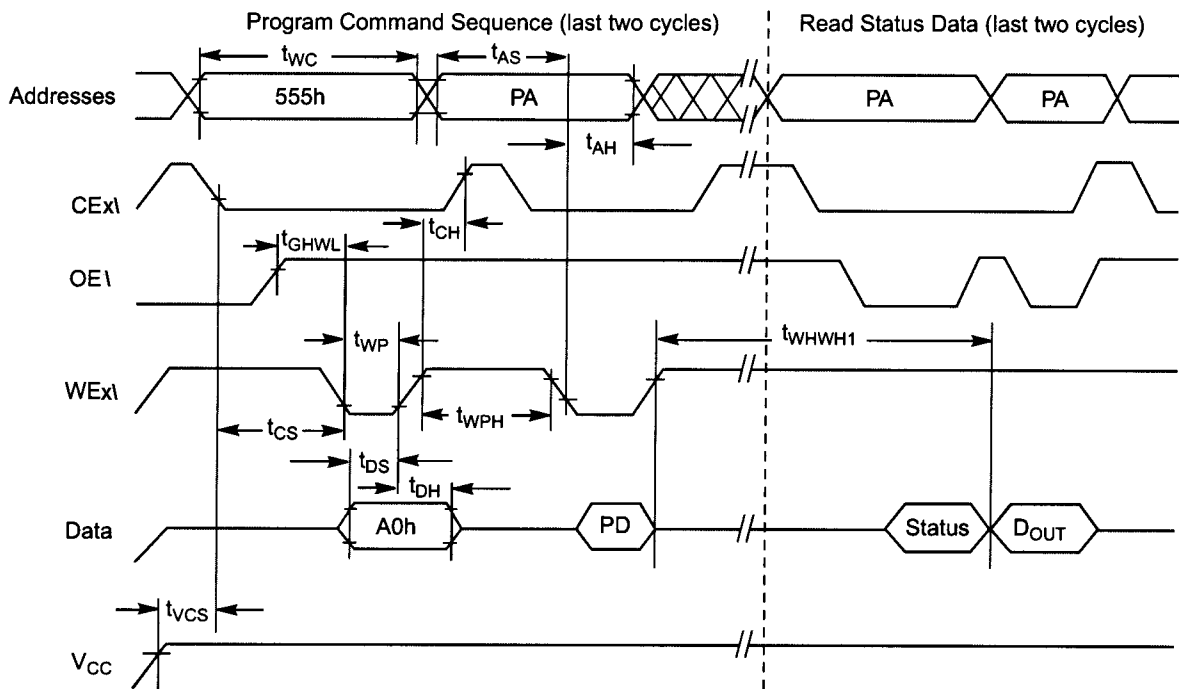 Program Command Sequence (last two cycles)
Read Status Data (last two cycles)
tWC
tAS
Addresses
555h
PA
PA
PA
tAH
CEx\
tCH
tGHWL
OE\
tWP
tWHWH1
WEx\
tWPH
tCS
tDS
tDH
Data
A0h
PD
Status
DOUT
tVCS
VCC